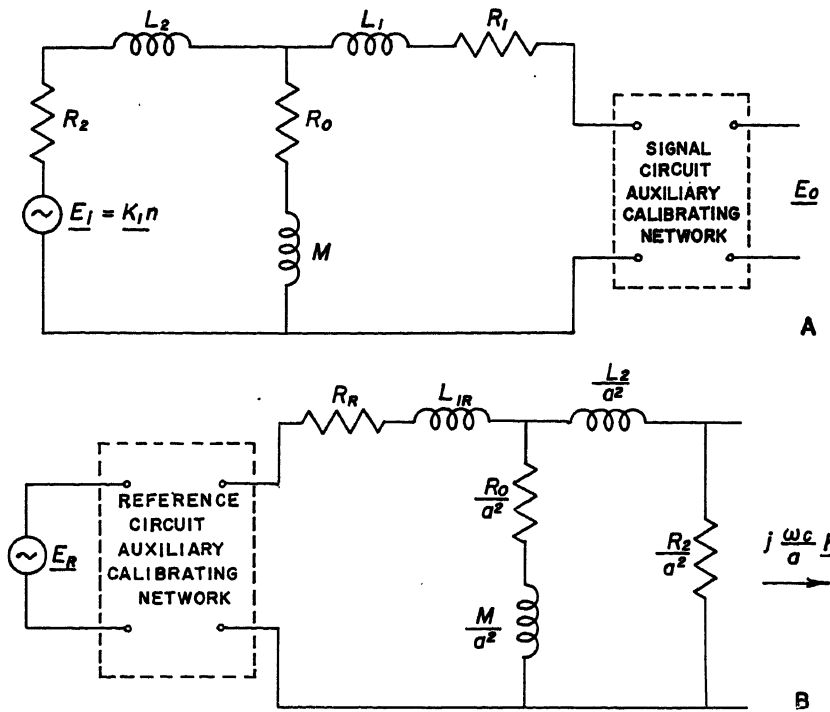 L2
L1
R1
R2
R0
M
E1 = K1n
SIGNAL
CIRCUIT
AUXILIARY
CALIBRATING
NETWORK
E0
A
RR
L1R
L2/a²
REFERENCE
CIRCUIT
AUXILIARY
CALIBRATING
NETWORK
ER
R0/a²
R2/a²
M/a²
j ωc/a
B